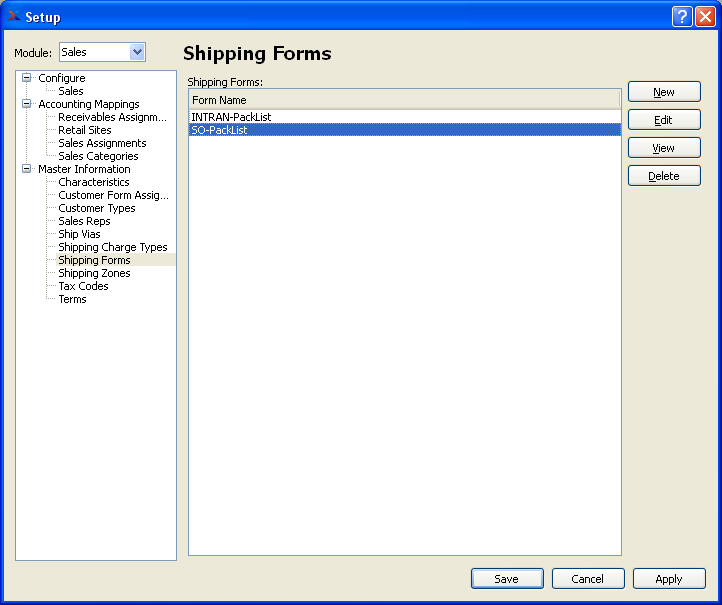 Setup
Module: Sales
Shipping Forms
Configure
Sales
Accounting Mappings
Receivables Assignm...
Retail Sites
Sales Assignments
Sales Categories
Master Information
Characteristics
Customer Form Assig...
Customer Types
Sales Reps
Ship Vias
Shipping Charge Types
Shipping Forms
Shipping Zones
Tax Codes
Terms
Shipping Forms:
Form Name
INTRAN-PackList
SO-PackList
New
Edit
View
Delete
Save Cancel Apply